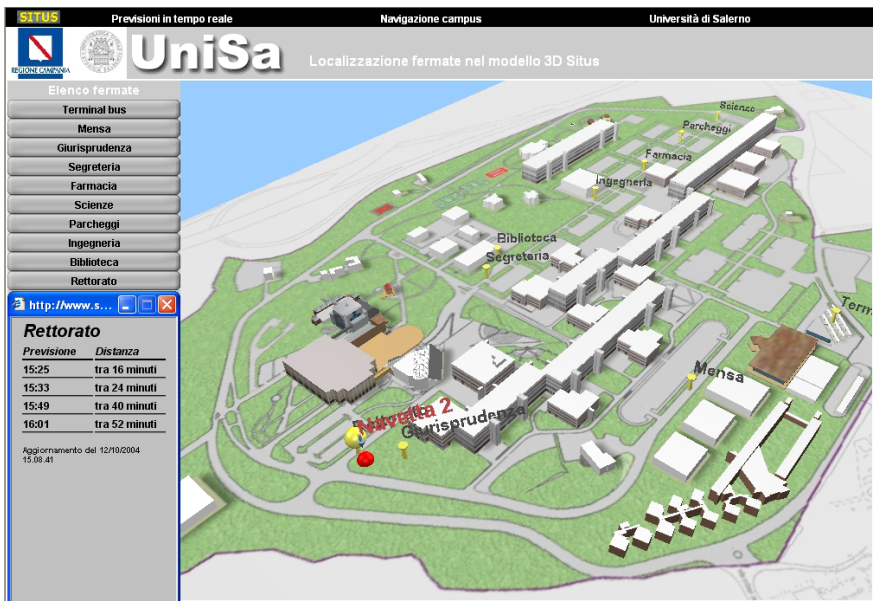 SITUS
Previsioni in tempo reale
Navigazione campus
Università di Salerno
REGIONE CAMPANIA
UniSa
Localizzazione fermate nel modello 3D Situs
Elenco fermate
Terminal bus
Mensa
Giurisprudenza
Segreteria
Farmacia
Scienze
Parcheggi
Ingegneria
Biblioteca
Rettorato
http://www.s...
Rettorato
Previsione Distanza
15:25 tra 16 minuti
15:33 tra 24 minuti
15:49 tra 40 minuti
16:01 tra 52 minuti
Aggiornamento del 12/10/2004
15.08.41
Scienze
Parcheggi
Farmacia
Ingegneria
Biblioteca
Segreteria
Term
Mensa
Navetta 2
Giurisprudenza